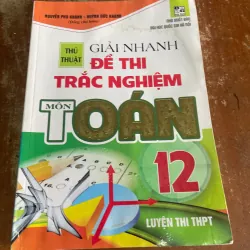 NGUYỄN PHÚ KHÁNH - HUỲNH ĐỨC KHÁNH
THỦ THUẬT
GIẢI NHANH
ĐỀ THI
TRẮC NGHIỆM
MÔN
TOÁN
12
LUYỆN THI THPT